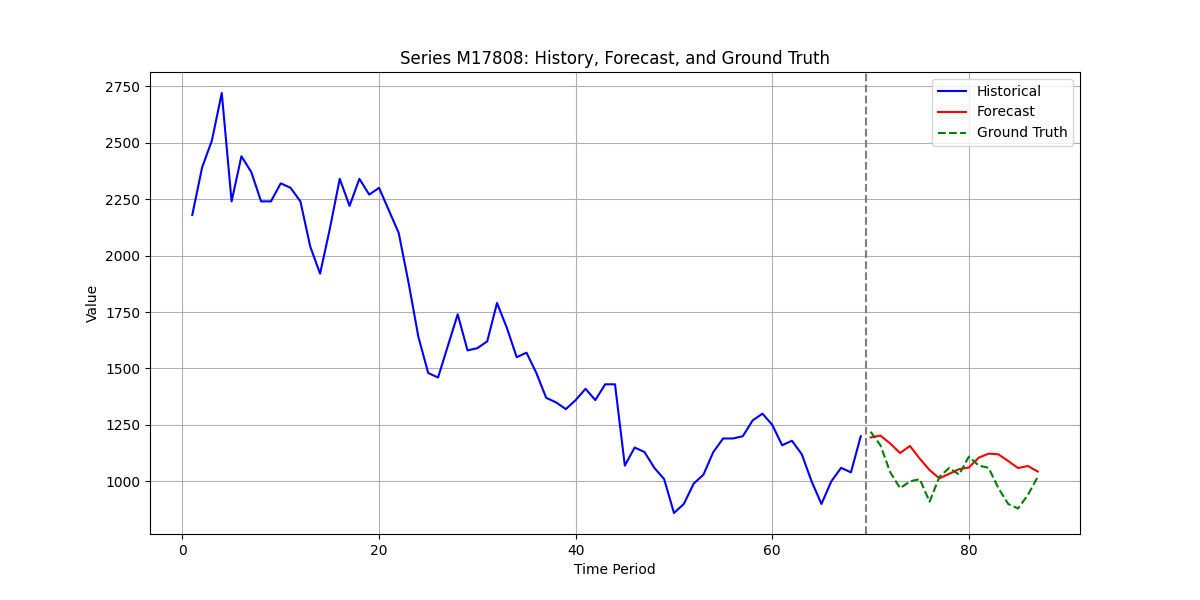 Series M17808: History, Forecast, and Ground Truth
Historical
Forecast
Ground Truth
Value
2750
2500
2250
2000
1750
1500
1250
1000
0
20
40
60
80
Time Period